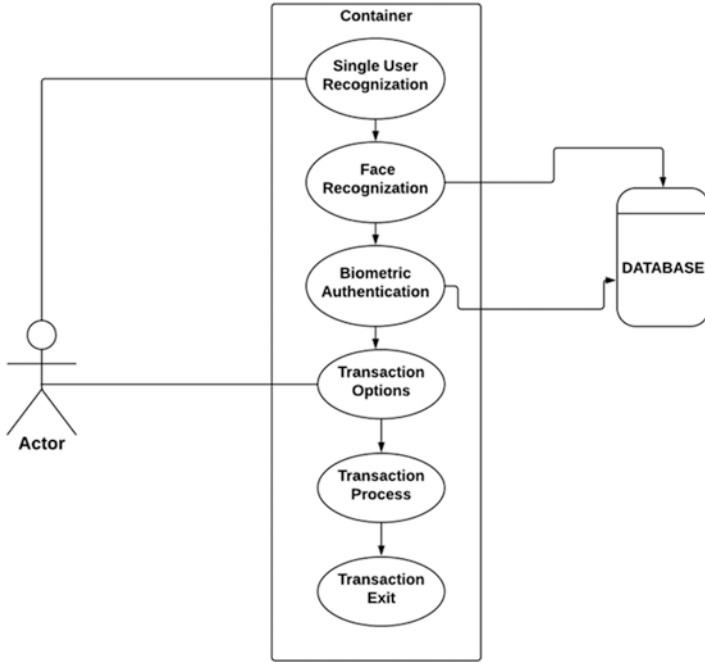 Container
Single User
Recognization
Face
Recognization
Biometric
Authentication
DATABASE
Transaction
Options
Actor
Transaction
Process
Transaction
Exit